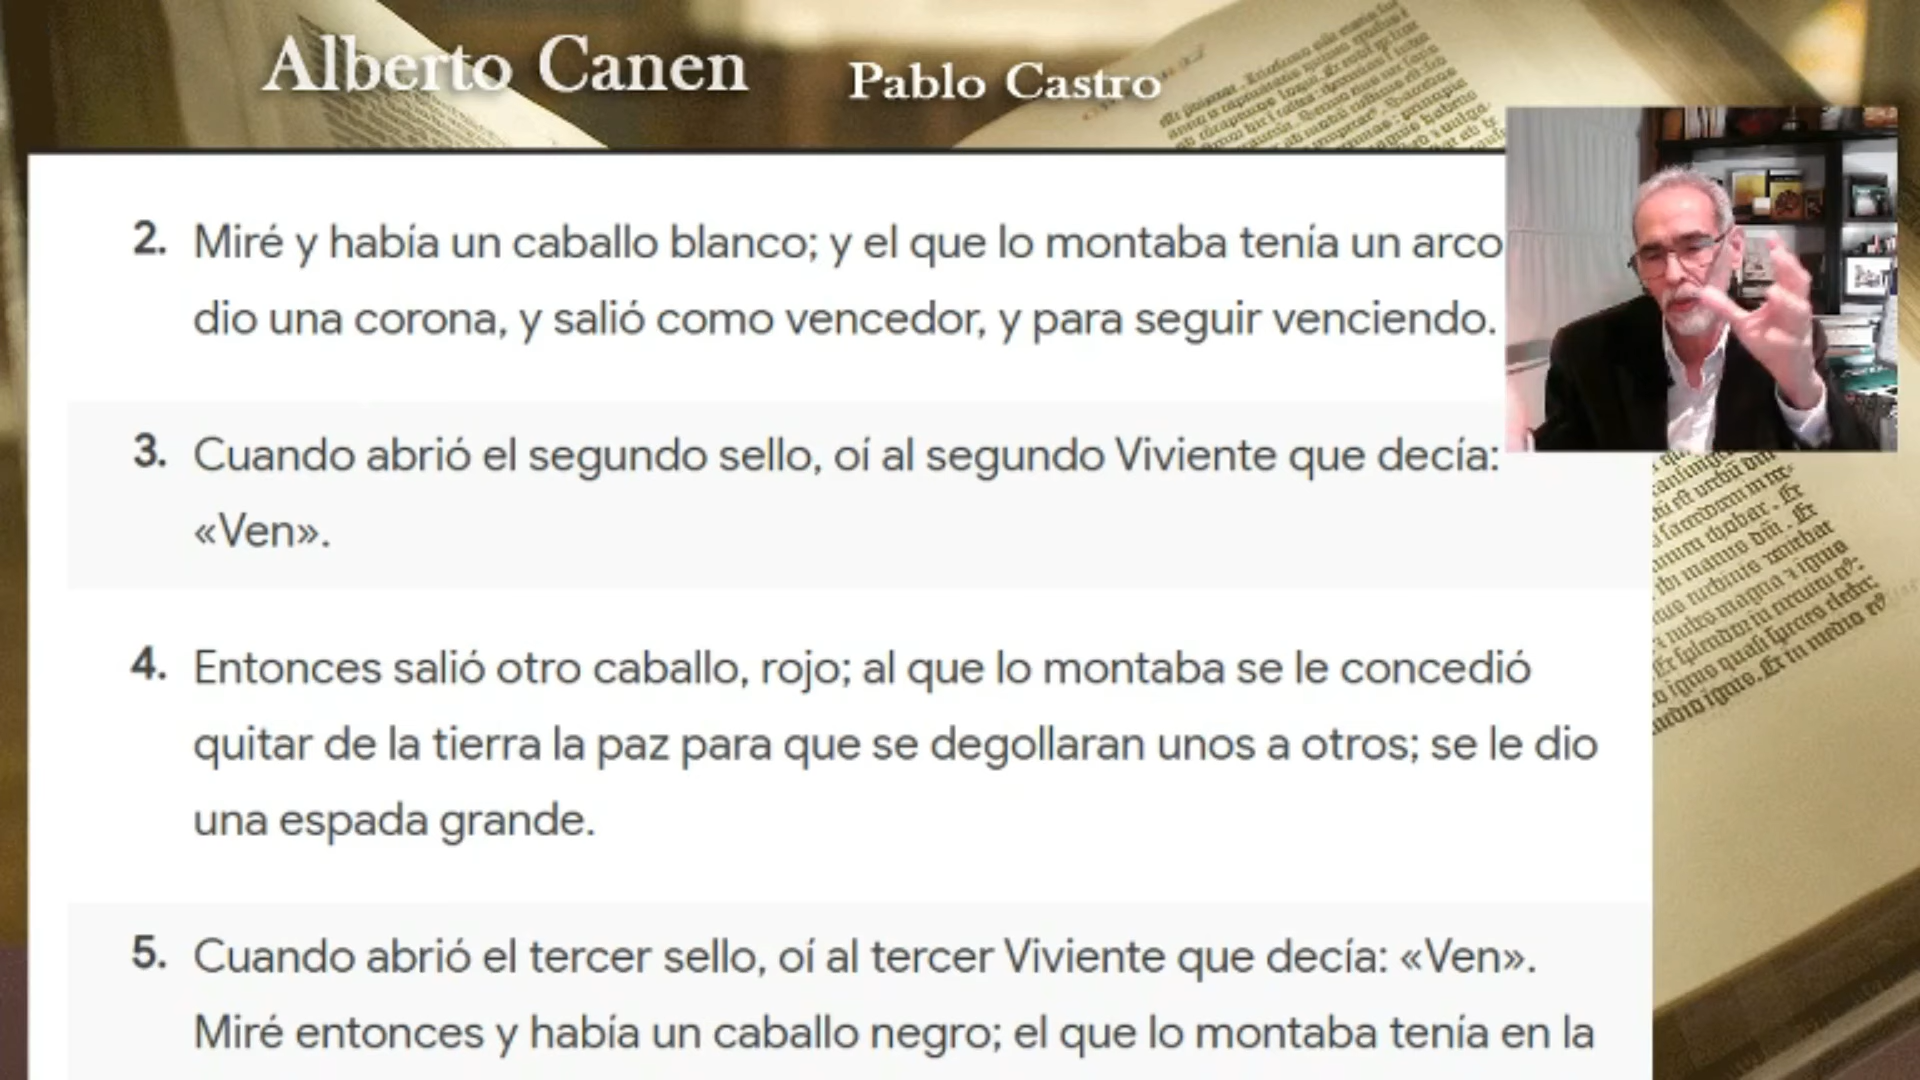 Alberto Canen Pablo Castro
2. Miré y había un caballo blanco; y el que lo montaba tenía un arco
dio una corona, y salió como vencedor, y para seguir venciendo.
3. Cuando abrió el segundo sello, oí al segundo Viviente que decía:
«Ven».
4. Entonces salió otro caballo, rojo; al que lo montaba se le concedió
quitar de la tierra la paz para que se degollaran unos a otros; se le dio
una espada grande.
5. Cuando abrió el tercer sello, oí al tercer Viviente que decía: «Ven».
Miré entonces y había un caballo negro; el que lo montaba tenía en la